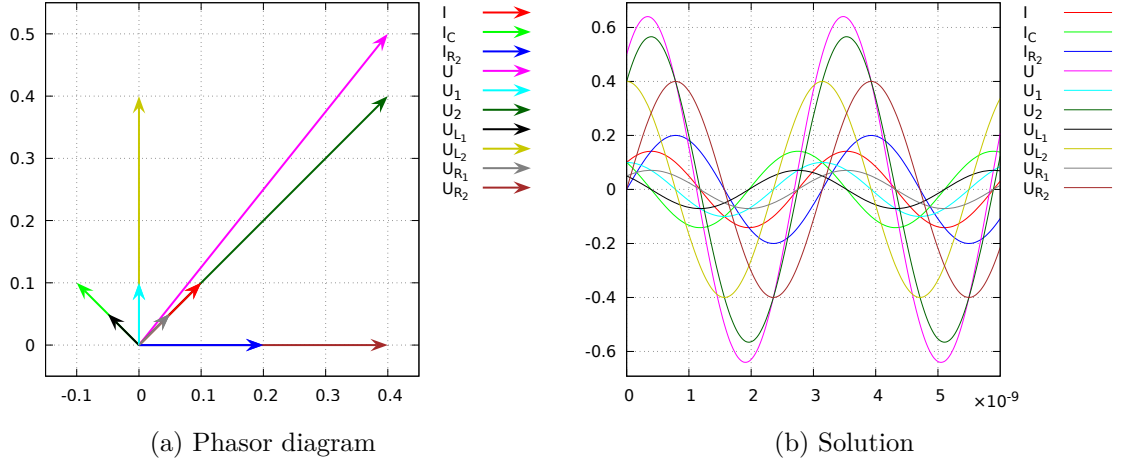 0.5
0.4
0.3
0.2
0.1
0
-0.1 0 0.1 0.2 0.3 0.4
I
I_C
I_R₂
U
U_1
U_2
U_L₁
U_L₂
U_R₁
U_R₂
(a) Phasor diagram
0.6
0.4
0.2
0
-0.2
-0.4
-0.6
0 1 2 3 4 5 ×10⁻⁹
I
I_C
I_R₂
U
U_1
U_2
U_L₁
U_L₂
U_R₁
U_R₂
(b) Solution